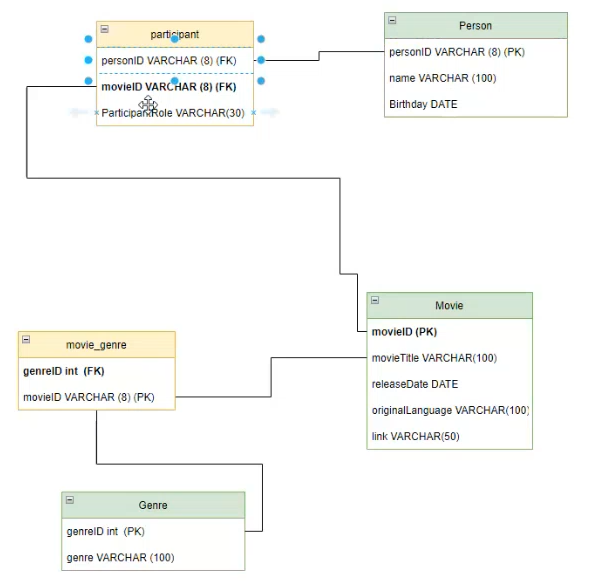 participant
personID VARCHAR (8) (FK)
movieID VARCHAR (8) (FK)
ParticipantRole VARCHAR(30)
Person
personID VARCHAR (8) (PK)
name VARCHAR (100)
Birthday DATE
Movie
movieID (PK)
movieTitle VARCHAR(100)
releaseDate DATE
originalLanguage VARCHAR(100)
link VARCHAR(50)
movie_genre
genreID int (FK)
movieID VARCHAR (8) (PK)
Genre
genreID int (PK)
genre VARCHAR (100)